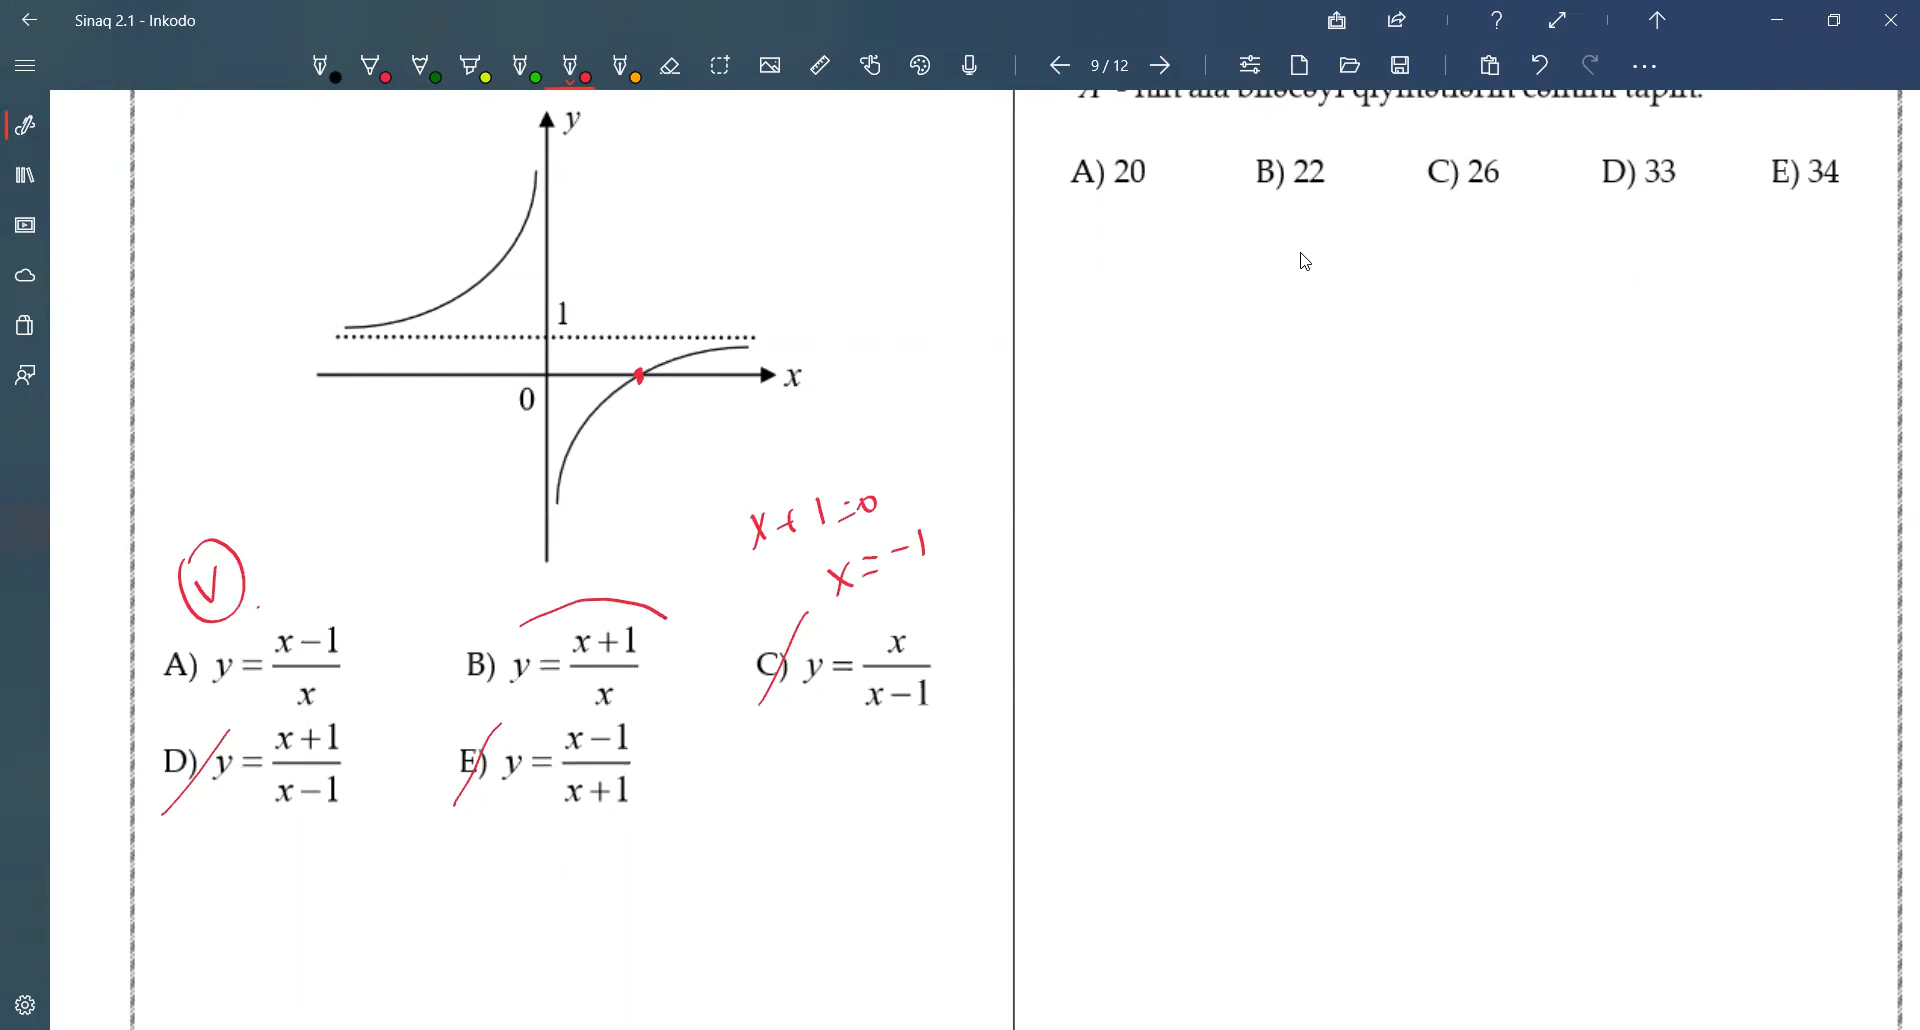 Sinaq 2.1 - Inkodo
9 / 12
y
1
0
x
x + 1 = 0
x = -1
V
A) y = (x − 1)/x
B) y = (x + 1)/x
C) y = x/(x − 1)
D) y = (x + 1)/(x − 1)
E) y = (x − 1)/(x + 1)
A) 20 B) 22 C) 26 D) 33 E) 34